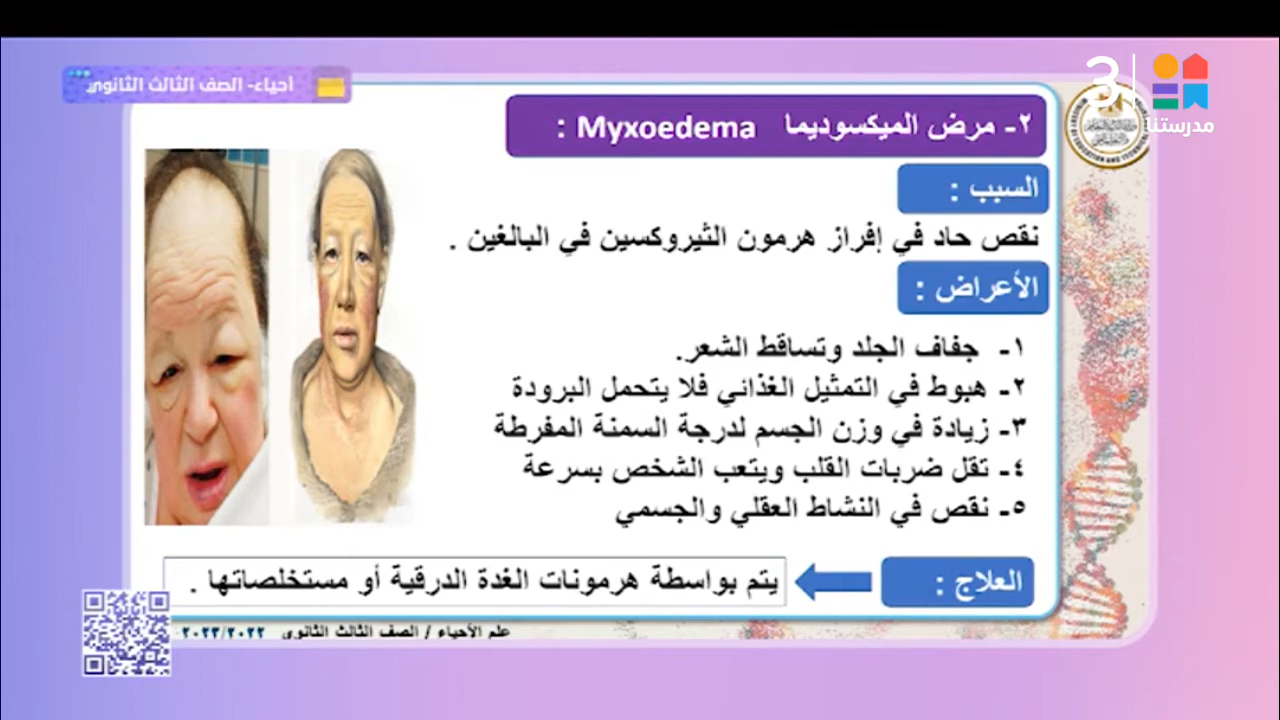 أحياء- الصف الثالث الثانوي
3
مدرستنا
٢- مرض الميكسوديما Myxoedema :
السبب :
نقص حاد في إفراز هرمون الثيروكسين في البالغين .
الأعراض :
١- جفاف الجلد وتساقط الشعر.
٢- هبوط في التمثيل الغذائي فلا يتحمل البرودة
٣- زيادة في وزن الجسم لدرجة السمنة المفرطة
٤- تقل ضربات القلب ويتعب الشخص بسرعة
٥- نقص في النشاط العقلي والجسمي
العلاج :
يتم بواسطة هرمونات الغدة الدرقية أو مستخلصاتها .
علم الأحياء / الصف الثالث الثانوي ٢٠٢٣/٢٠٢٢